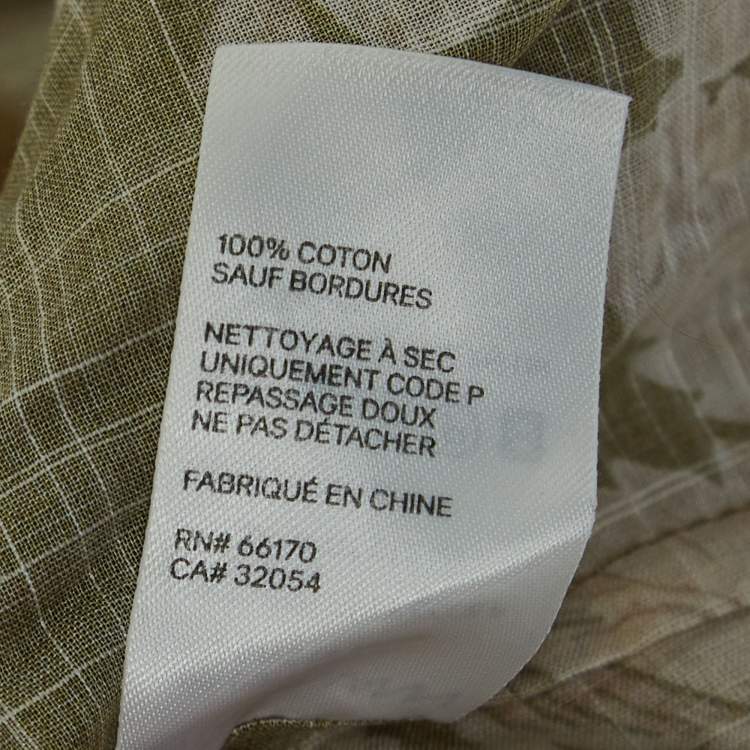 100% COTON
SAUF BORDURES
NETTOYAGE À SEC
UNIQUEMENT CODE P
REPASSAGE DOUX
NE PAS DÉTACHER
FABRIQUÉ EN CHINE
RN# 66170
CA# 32054